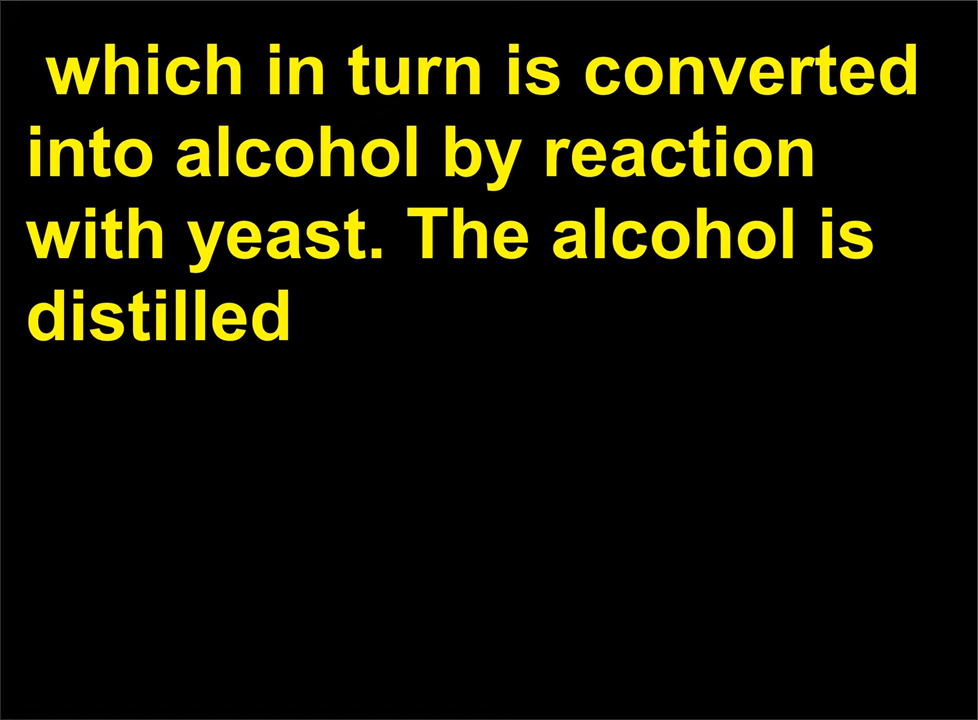 which in turn is converted
into alcohol by reaction
with yeast. The alcohol is
distilled